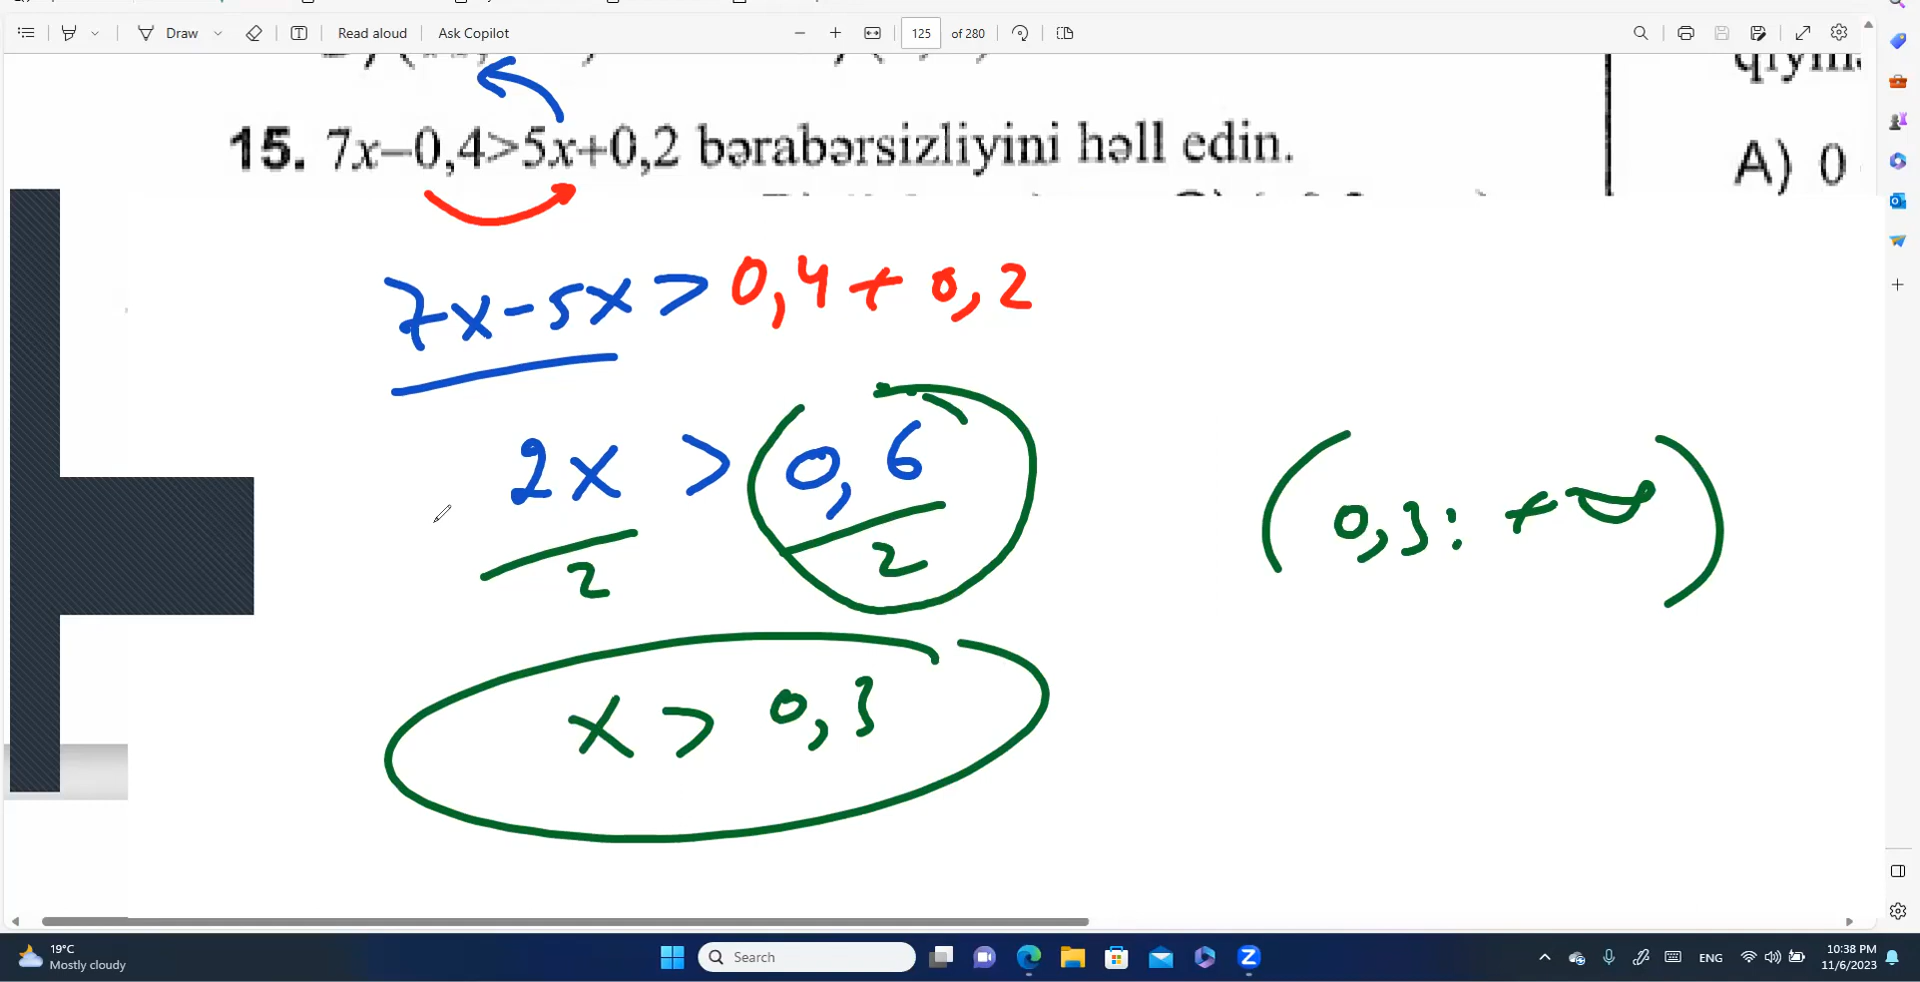 Draw
Read aloud
Ask Copilot
125
of 280
15. 7x–0,4>5x+0,2 bərabərsizliyini həll edin.
A) 0
7x-5x > 0,4 + 0,2
2x > 0,6
2 2
(0,3; +∞)
x > 0,3
19°C
Mostly cloudy
Search
ENG
10:38 PM
11/6/2023